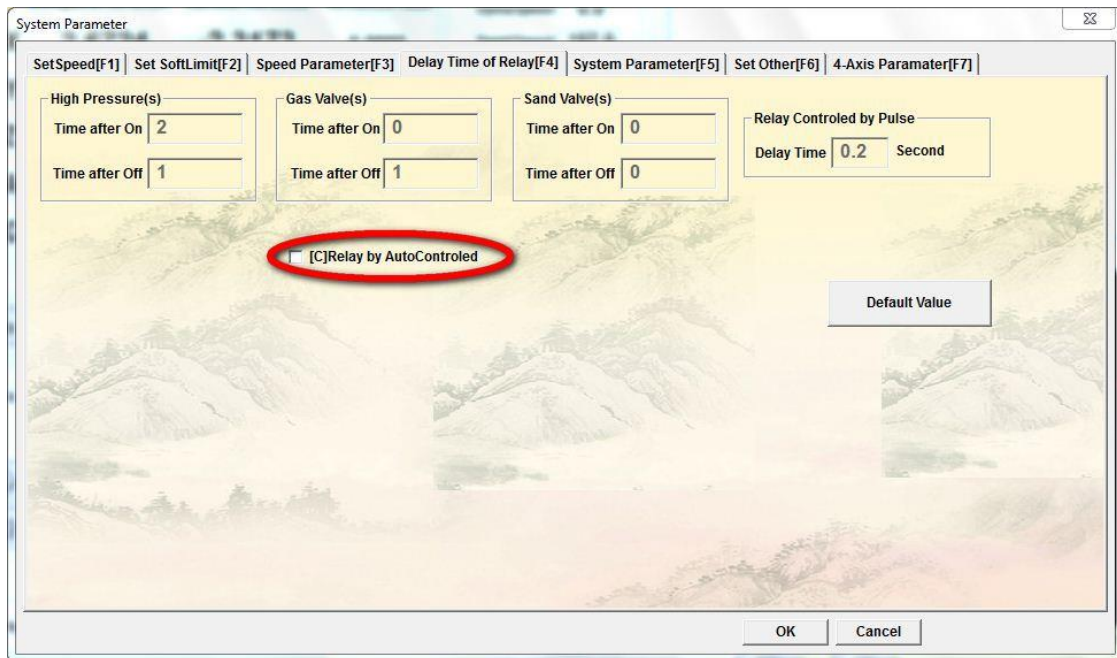 System Parameter
SetSpeed[F1] Set SoftLimit[F2] Speed Parameter[F3] Delay Time of Relay[F4] System Parameter[F5] Set Other[F6] 4-Axis Paramater[F7]
High Pressure(s)
Time after On 2
Time after Off 1
Gas Valve(s)
Time after On 0
Time after Off 1
Sand Valve(s)
Time after On 0
Time after Off 0
Relay Controled by Pulse
Delay Time 0.2 Second
[C]Relay by AutoControled
Default Value
OK Cancel